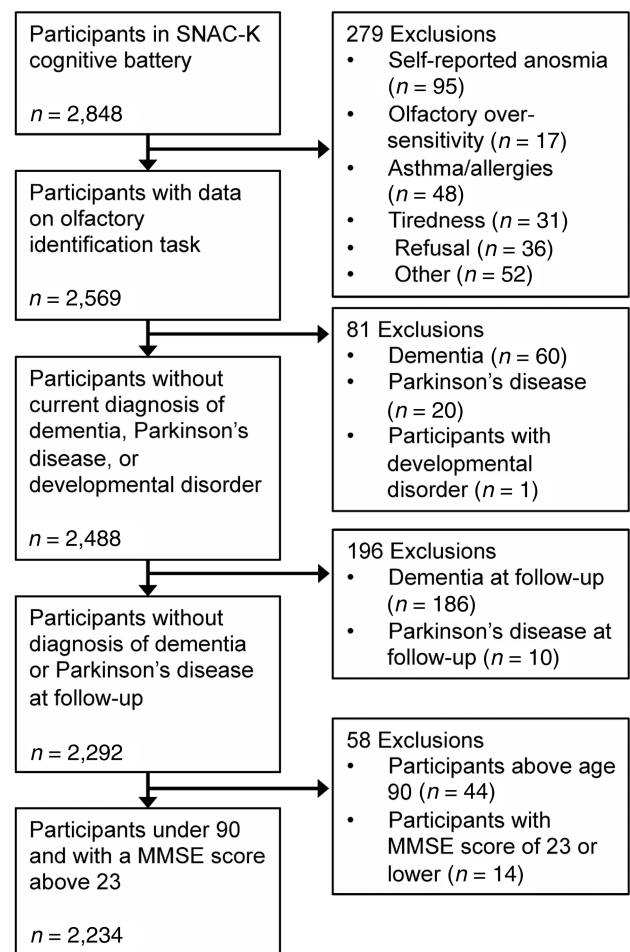 Participants in SNAC-K
cognitive battery
n = 2,848
279 Exclusions
• Self-reported anosmia
(n = 95)
• Olfactory over-
sensitivity (n = 17)
• Asthma/allergies
(n = 48)
• Tiredness (n = 31)
• Refusal (n = 36)
• Other (n = 52)
Participants with data
on olfactory
identification task
n = 2,569
81 Exclusions
• Dementia (n = 60)
• Parkinson’s disease
(n = 20)
• Participants with
developmental
disorder (n = 1)
Participants without
current diagnosis of
dementia, Parkinson’s
disease, or
developmental disorder
n = 2,488
196 Exclusions
• Dementia at follow-up
(n = 186)
• Parkinson’s disease at
follow-up (n = 10)
Participants without
diagnosis of dementia
or Parkinson’s disease
at follow-up
n = 2,292
58 Exclusions
• Participants above age
90 (n = 44)
• Participants with
MMSE score of 23 or
lower (n = 14)
Participants under 90
and with a MMSE score
above 23
n = 2,234